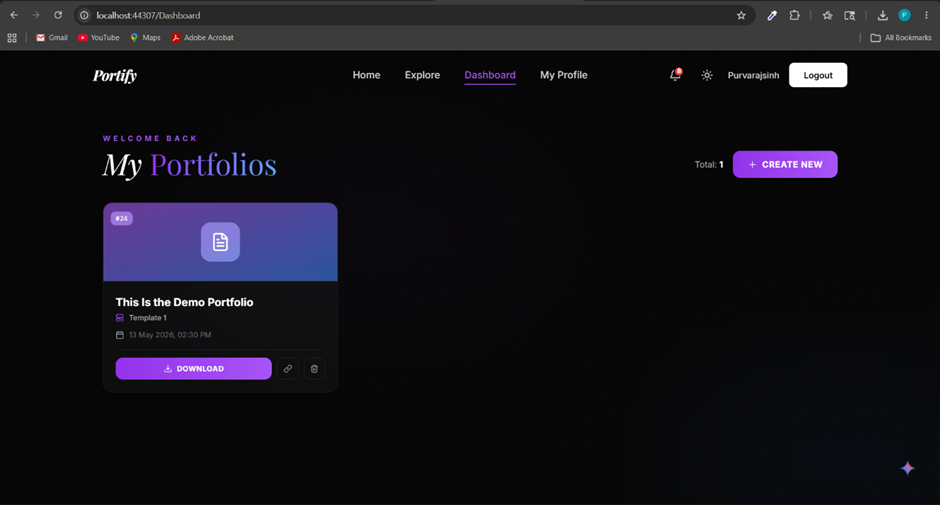 localhost:44307/Dashboard
P
Gmail YouTube Maps Adobe Acrobat All Bookmarks
Portify Home Explore Dashboard My Profile Purvarajsinh Logout
WELCOME BACK
My Portfolios Total: 1 + CREATE NEW
#24
This Is the Demo Portfolio
Template 1
13 May 2026, 02:30 PM
DOWNLOAD